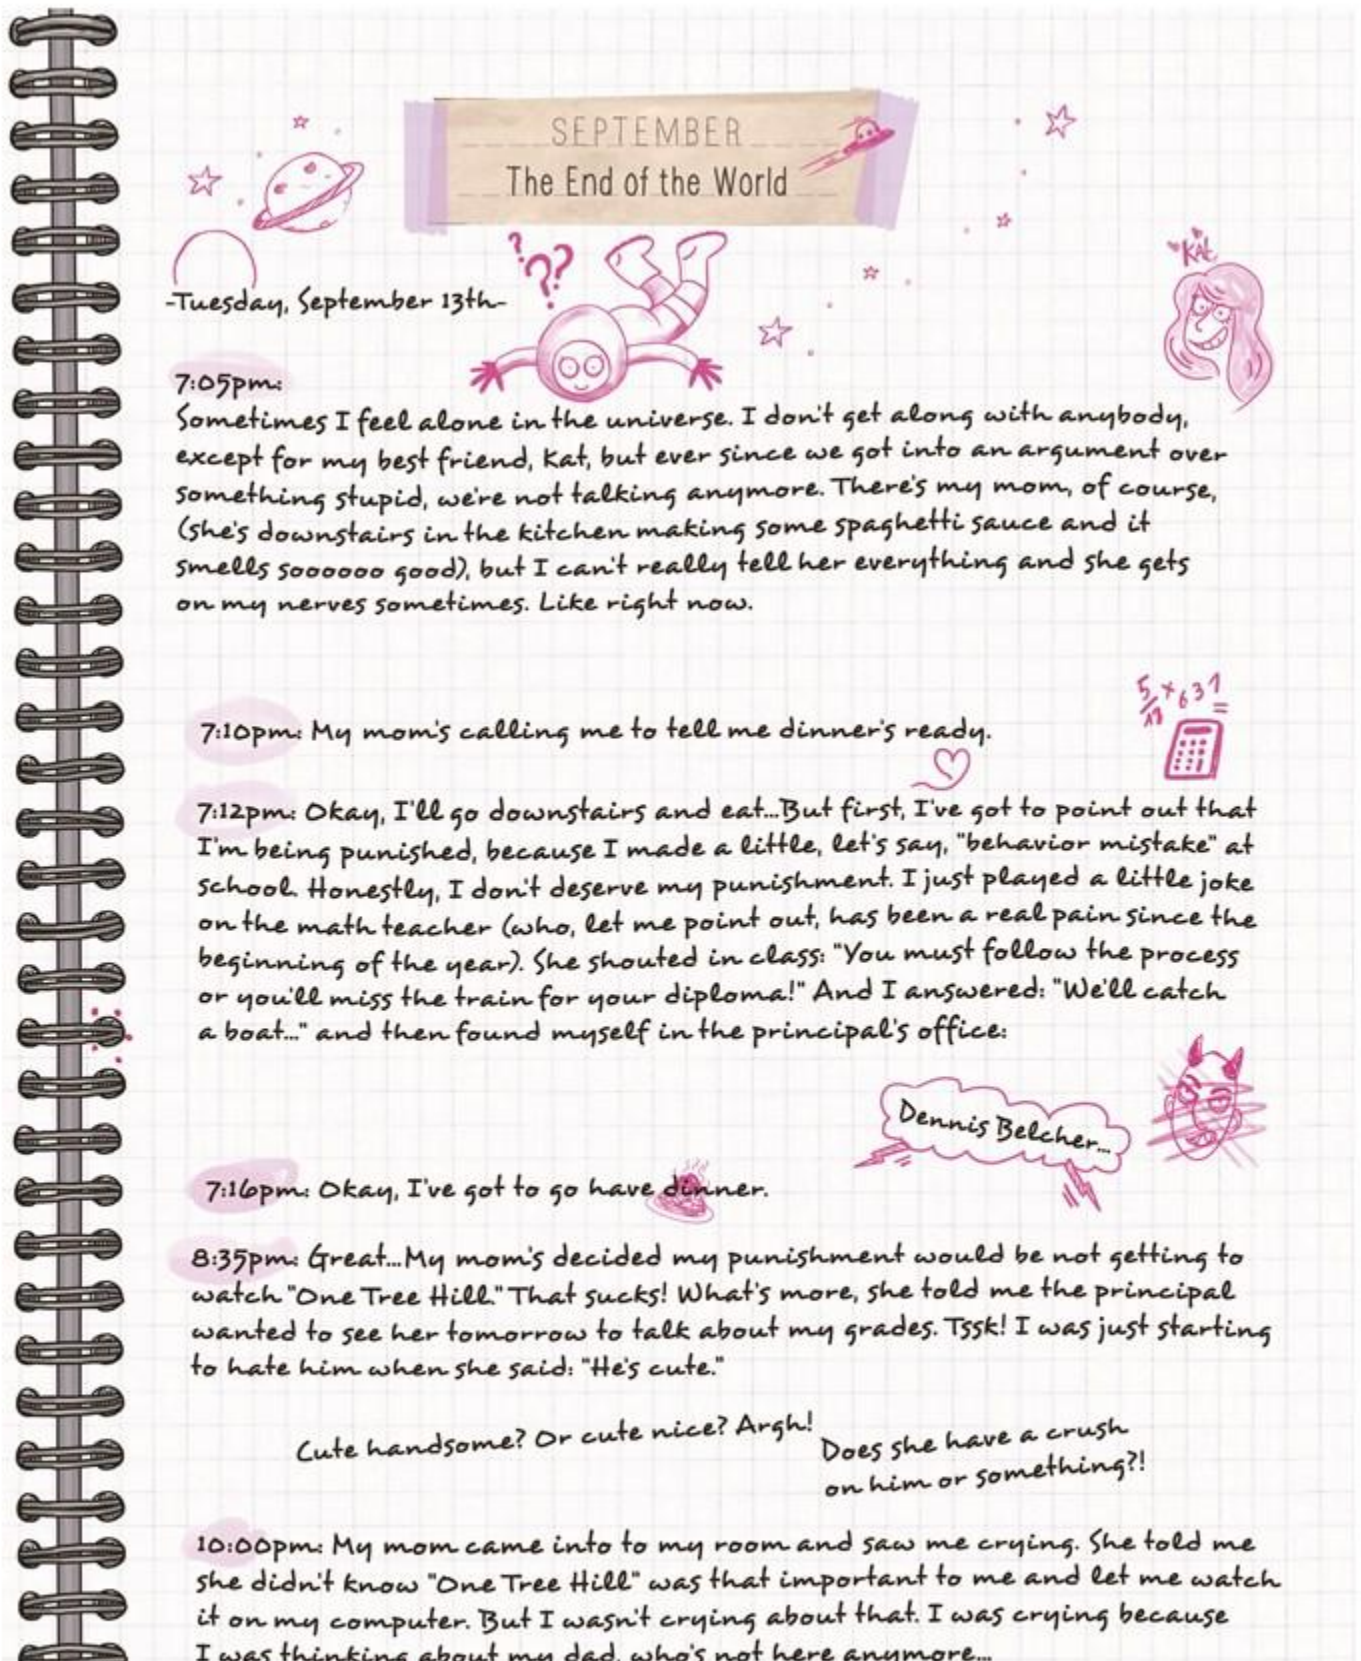 SEPTEMBER
The End of the World
KAt
-Tuesday, September 13th-
???
7:05pm:
Sometimes I feel alone in the universe. I don't get along with anybody,
except for my best friend, Kat, but ever since we got into an argument over
something stupid, we're not talking anymore. There's my mom, of course,
(she's downstairs in the kitchen making some spaghetti sauce and it
smells soooooo good), but I can't really tell her everything and she gets
on my nerves sometimes. Like right now.
5/13 x 631 =
7:10pm: My mom's calling me to tell me dinner's ready.
7:12pm: Okay, I'll go downstairs and eat...But first, I've got to point out that
I'm being punished, because I made a little, let's say, "behavior mistake" at
school. Honestly, I don't deserve my punishment. I just played a little joke
on the math teacher (who, let me point out, has been a real pain since the
beginning of the year). She shouted in class: "You must follow the process
or you'll miss the train for your diploma!" And I answered: "We'll catch
a boat..." and then found myself in the principal's office:
Dennis Belcher...
7:16pm: Okay, I've got to go have dinner.
8:35pm: Great...My mom's decided my punishment would be not getting to
watch "One Tree Hill." That sucks! What's more, she told me the principal
wanted to see her tomorrow to talk about my grades. Tssk! I was just starting
to hate him when she said: "He's cute."
Cute handsome? Or cute nice? Argh!
Does she have a crush
on him or something?!
10:00pm: My mom came into to my room and saw me crying. She told me
she didn't know "One Tree Hill" was that important to me and let me watch
it on my computer. But I wasn't crying about that. I was crying because
I was thinking about my dad, who's not here anymore...